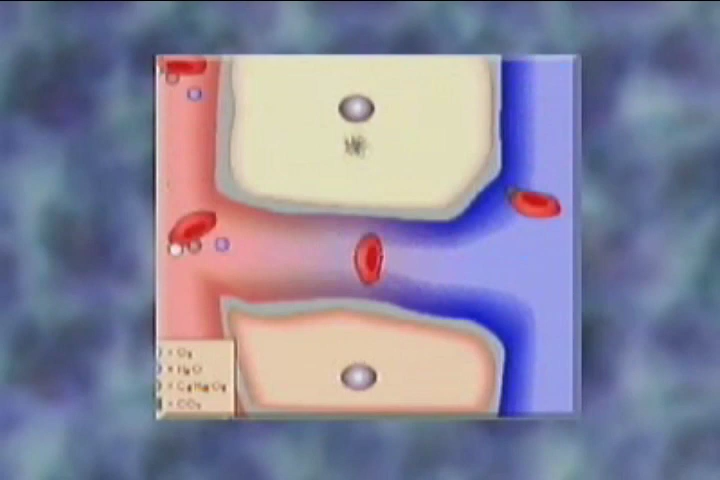 = O₂
= H₂O
= C₆H₁₂O₆
= CO₂